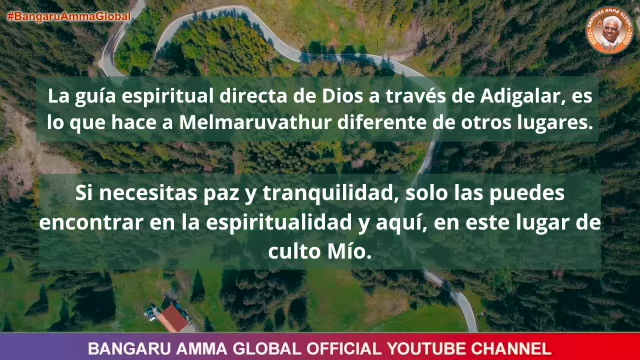 #BangaruAmmaGlobal
La guía espiritual directa de Dios a través de Adigalar, es
lo que hace a Melmaruvathur diferente de otros lugares.
Si necesitas paz y tranquilidad, solo las puedes
encontrar en la espiritualidad y aquí, en este lugar de
culto Mío.
BANGARU AMMA GLOBAL OFFICIAL YOUTUBE CHANNEL